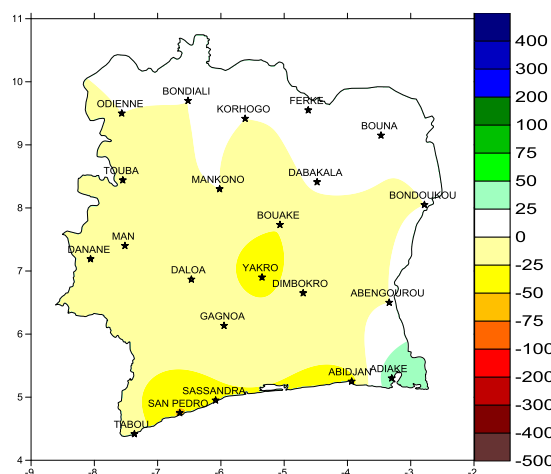 11
400
300
200
100
75
50
25
0
-25
-50
-75
-100
-200
-300
-400
-500
10
9
8
7
6
5
4
-9
-8
-7
-6
-5
-4
-3
-2
BONDIALI
ODIENNE
KORHOGO
FERKE
BOUNA
TOUBA
MANKONO
DABAKALA
BONDOUKOU
BOUAKE
MAN
DANANE
DALOA
YAKRO
DIMBOKRO
ABENGOUROU
GAGNOA
ABIDJAN
ADIAKE
SASSANDRA
SAN PEDRO
TABOU